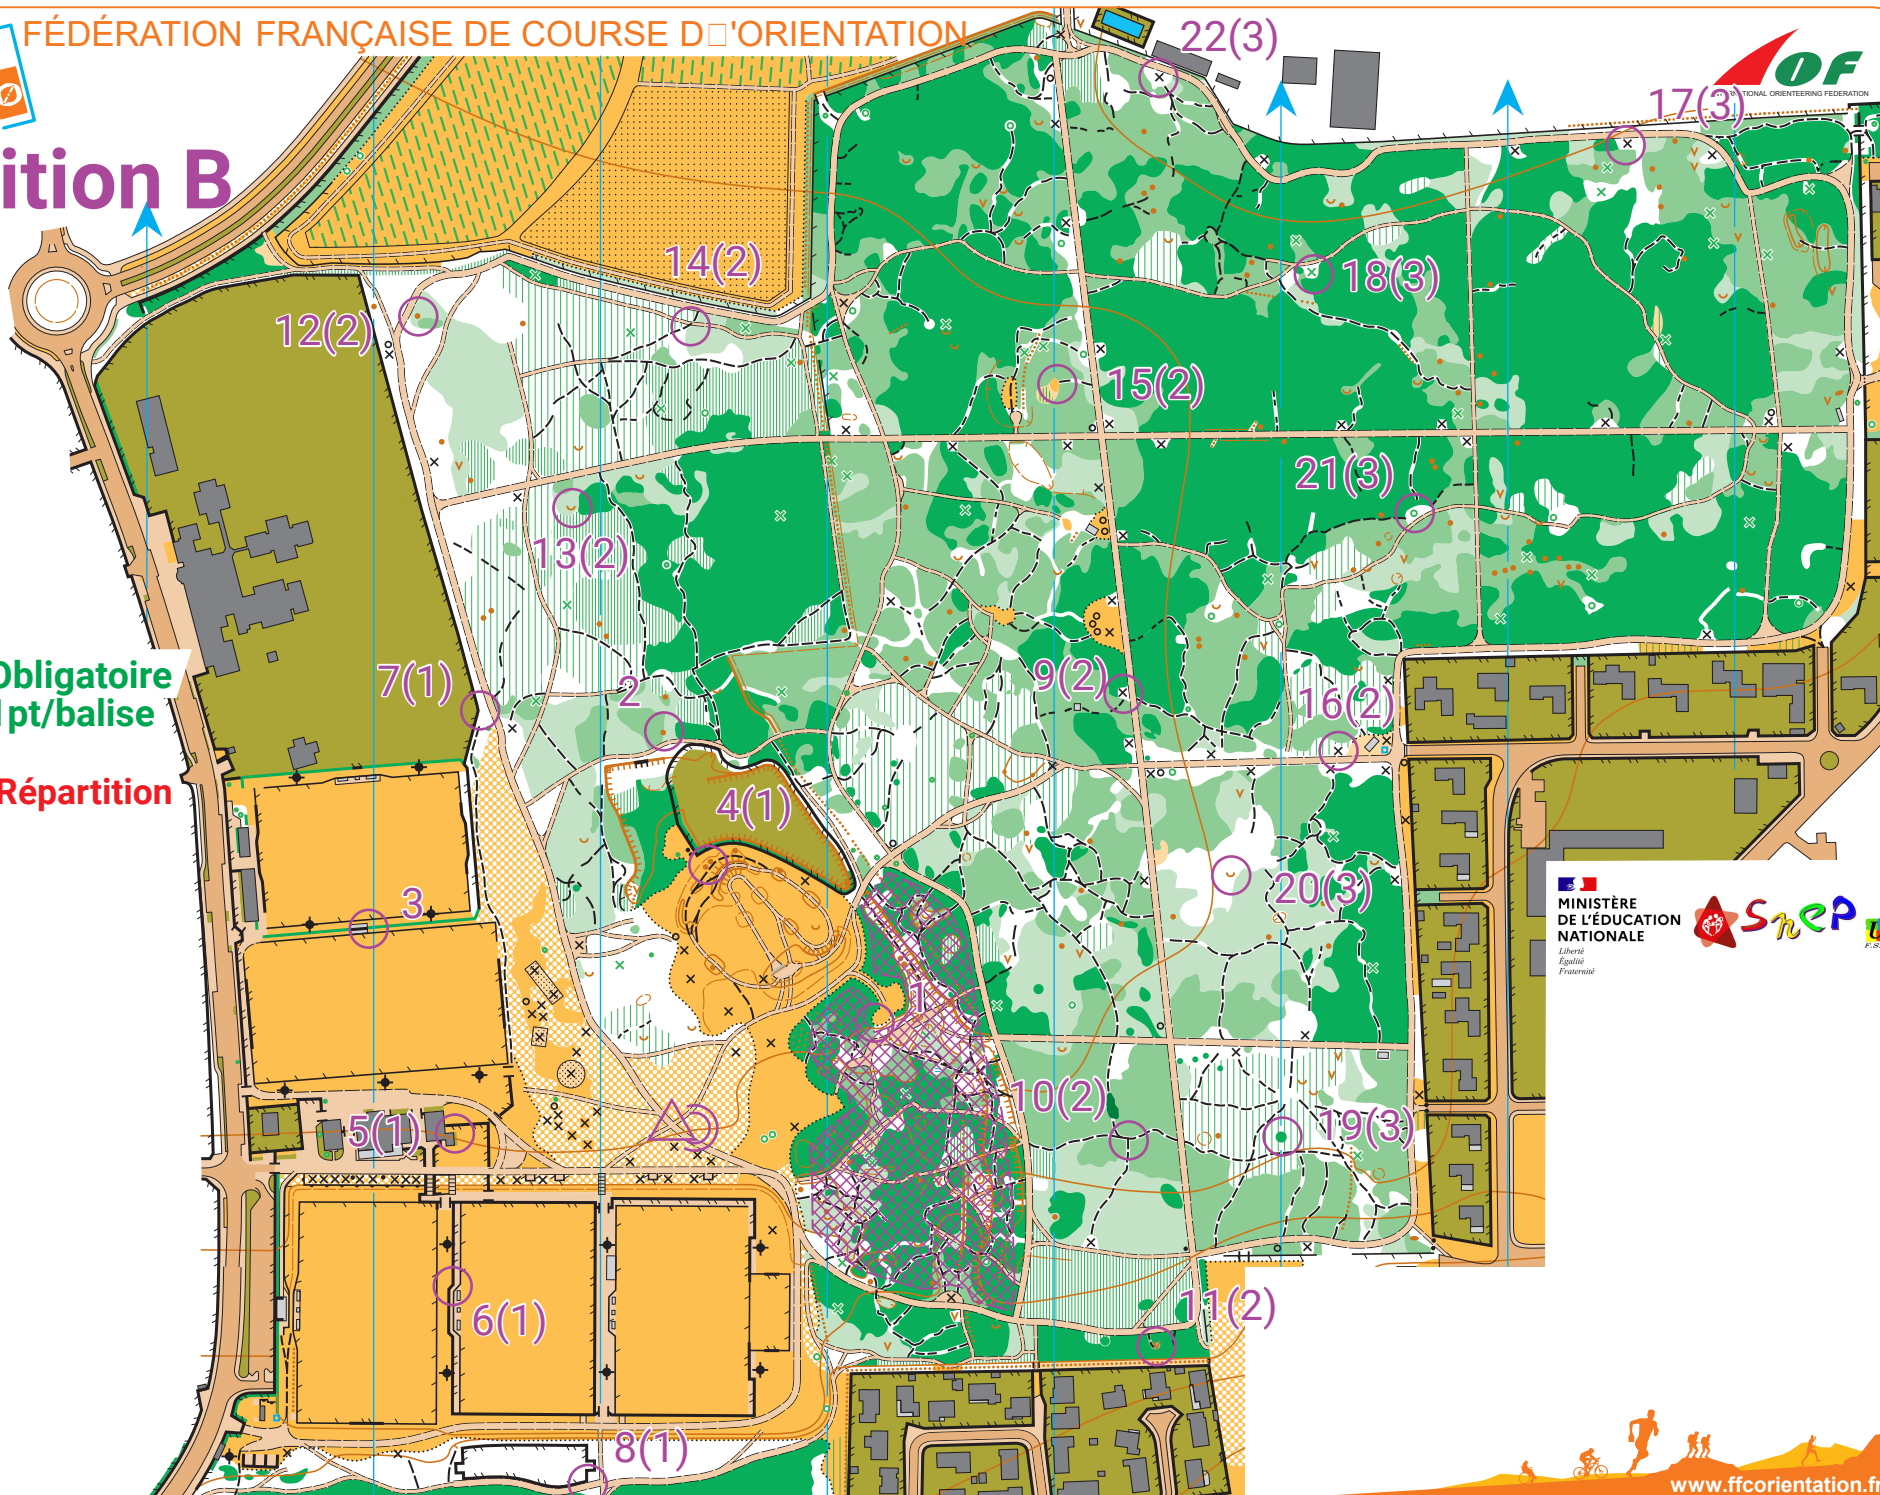 FÉDÉRATION FRANÇAISE DE COURSE D□'ORIENTATION
22(3)
OF
NATIONAL ORIENTEERING FEDERATION
17(3)
ition B
14(2)
18(3)
12(2)
15(2)
21(3)
13(2)
Obligatoire
pt/balise
7(1)
2
9(2)
16(2)
Répartition
4(1)
3
20(3)
MINISTÈRE
DE L'ÉDUCATION
NATIONALE
Liberté
Égalité
Fraternité
SnEP
1
10(2)
19(3)
5(1)
6(1)
11(2)
8(1)
www.ffcorientation.fr